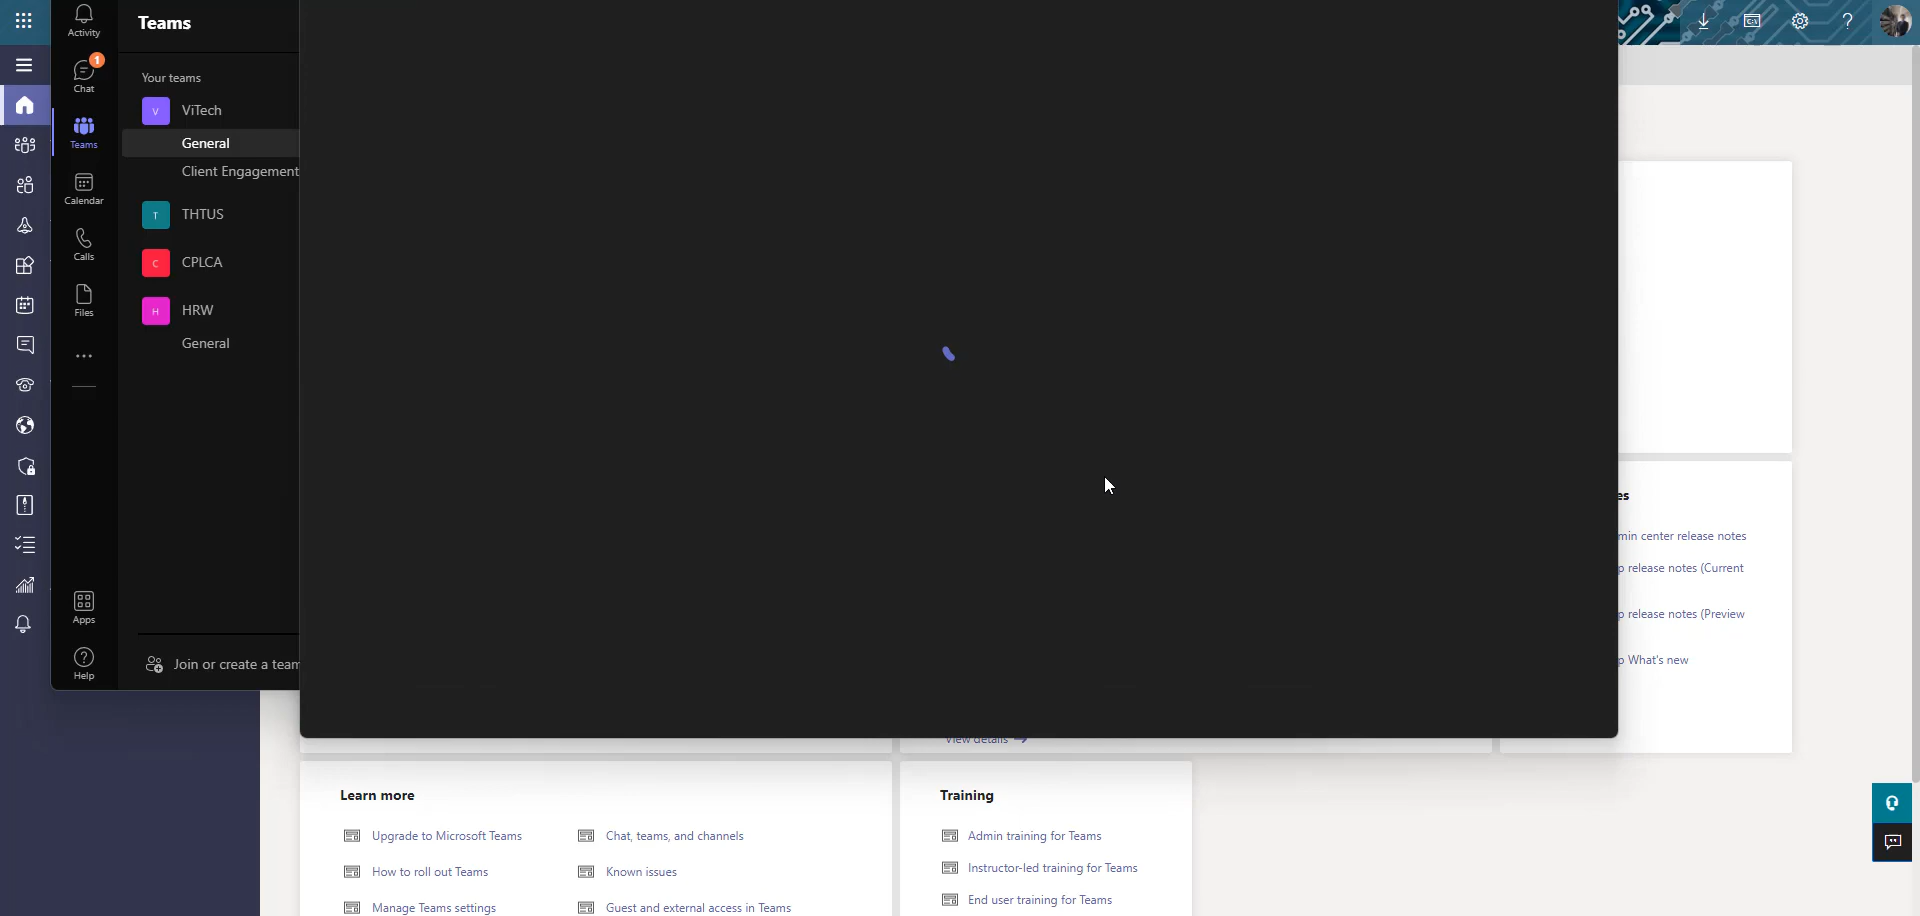 Activity
1
Chat
Teams
Calendar
Calls
Files
Apps
Help
Teams
Your teams
V ViTech
General
Client Engagement
T THTUS
C CPLCA
H HRW
General
Join or create a team
es
min center release notes
p release notes (Current
p release notes (Preview
p What's new
View details
Learn more
Upgrade to Microsoft Teams
How to roll out Teams
Manage Teams settings
Chat, teams, and channels
Known issues
Guest and external access in Teams
Training
Admin training for Teams
Instructor-led training for Teams
End user training for Teams